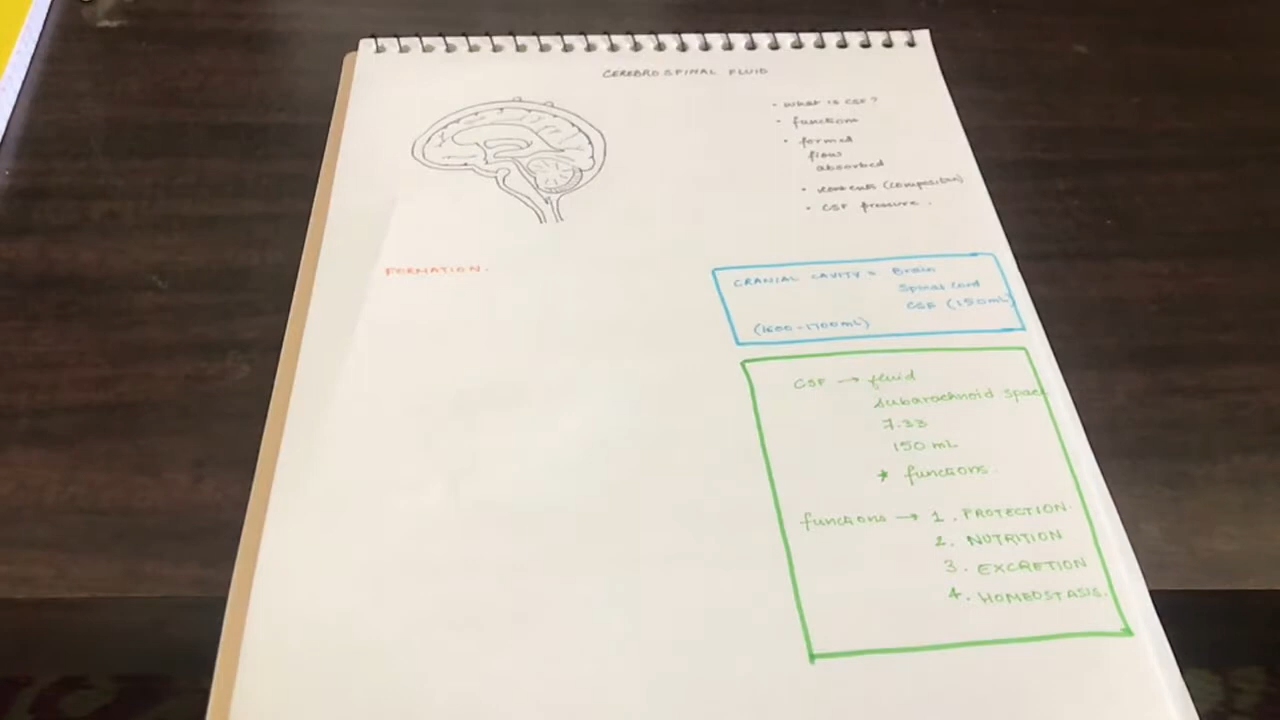 CEREBROSPINAL FLUID
• What is CSF?
• functions
• formed
flow
absorbed
• contents (composition)
• CSF pressure.
FORMATION.
CRANIAL CAVITY = Brain
Spinal cord
CSF (150mL)
(1600-1700mL)
CSF → fluid
subarachnoid space
7.33
150 mL
* functions.
functions → 1. PROTECTION.
2. NUTRITION
3. EXCRETION
4. HOMEOSTASIS.